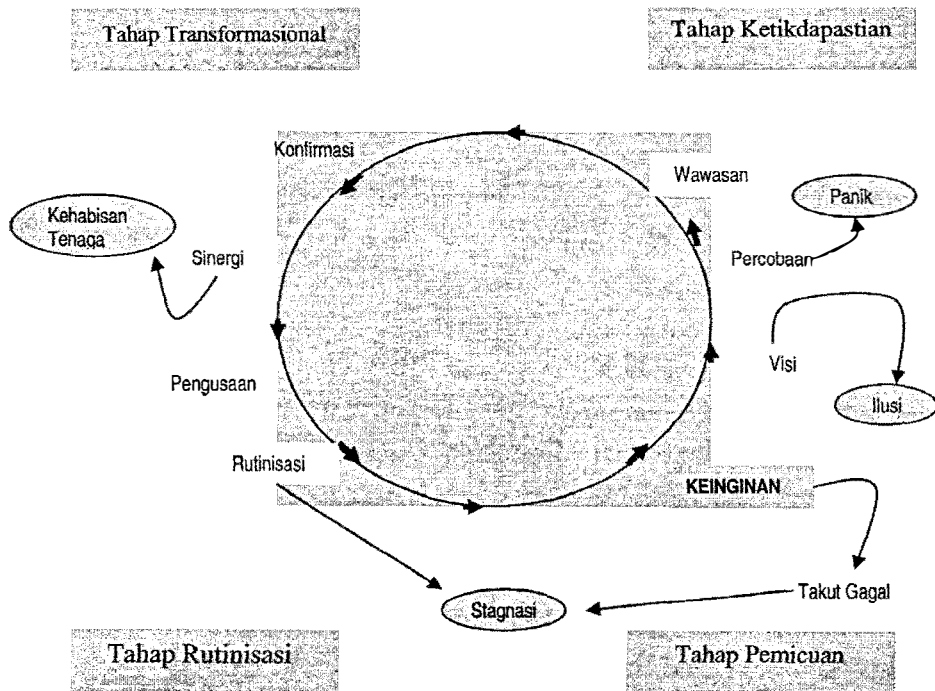 Tahap Transformasional
Tahap Ketikdapastian
Konfirmasi
Wawasan
Panik
Kehabisan
Tenaga
Sinergi
Percobaan
Visi
Pengusaan
Ilusi
Rutinisasi
KEINGINAN
Takut Gagal
Stagnasi
Tahap Rutinisasi
Tahap Pemicuan